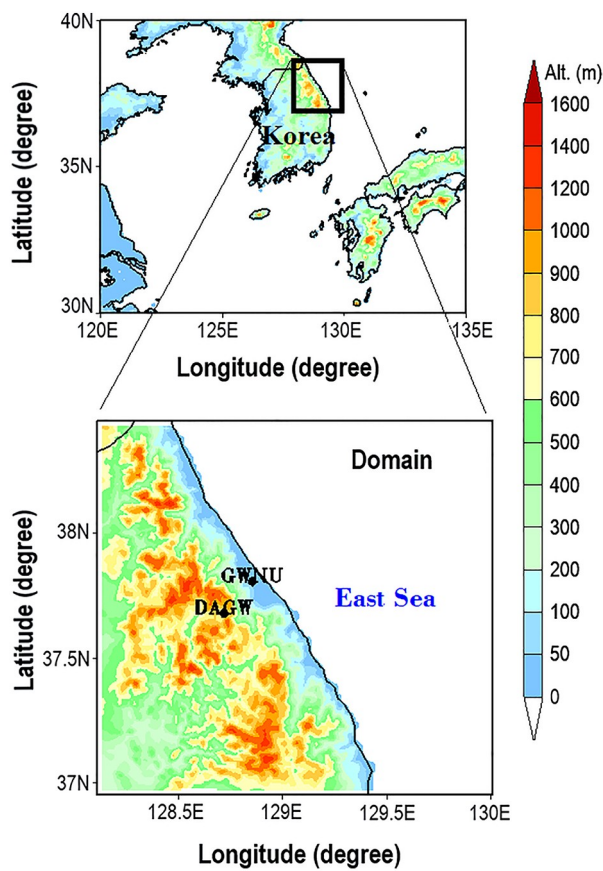 40N
35N
30N
Latitude (degree)
Korea
120E 125E 130E 135E
Longitude (degree)
Alt. (m)
1600
1400
1200
1000
900
800
700
600
500
400
300
200
100
50
0
Domain
38N
37.5N
37N
Latitude (degree)
GWNU
DAGW
East Sea
128.5E 129E 129.5E 130E
Longitude (degree)